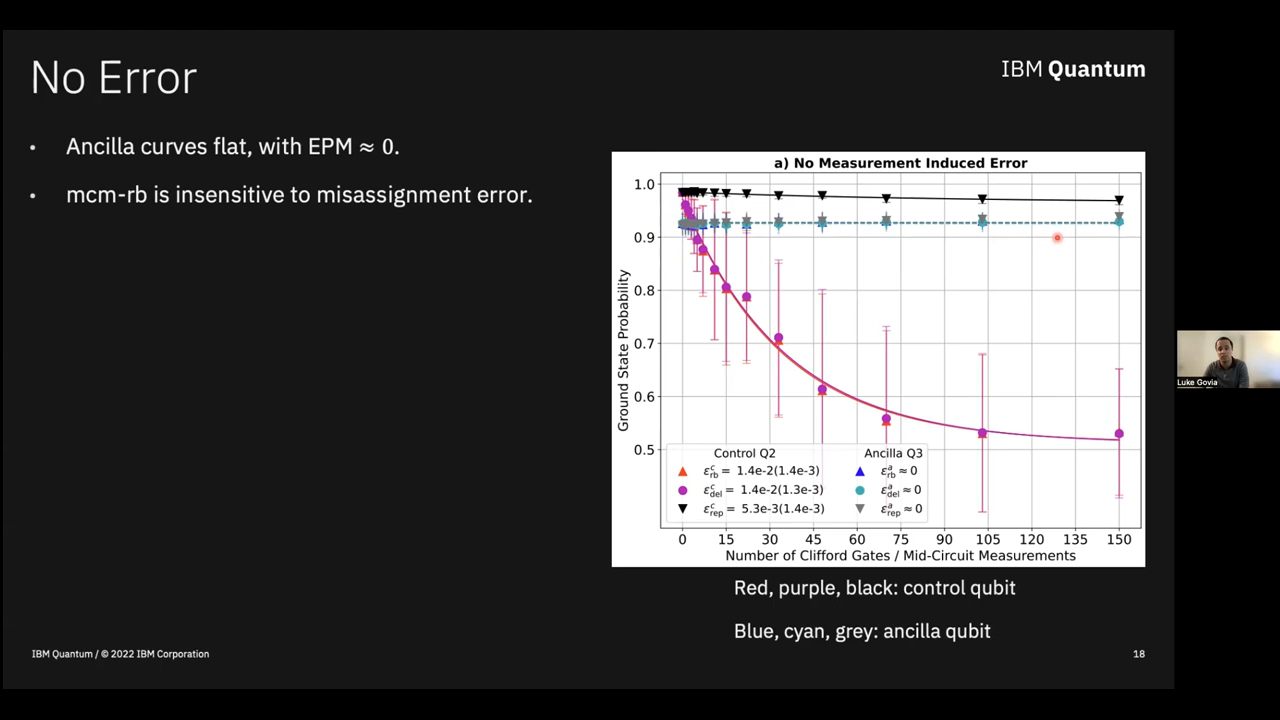 No Error
IBM Quantum
• Ancilla curves flat, with EPM ≈ 0.
• mcm-rb is insensitive to misassignment error.
a) No Measurement Induced Error
Ground State Probability
1.0
0.9
0.8
0.7
0.6
0.5
Control Q2
ε^c_rb = 1.4e-2(1.4e-3)
ε^c_del = 1.4e-2(1.3e-3)
ε^c_rep = 5.3e-3(1.4e-3)
Ancilla Q3
ε^a_rb ≈ 0
ε^a_del ≈ 0
ε^a_rep ≈ 0
0 15 30 45 60 75 90 105 120 135 150
Number of Clifford Gates / Mid-Circuit Measurements
Red, purple, black: control qubit
Blue, cyan, grey: ancilla qubit
Luke Govia
IBM Quantum / © 2022 IBM Corporation
18